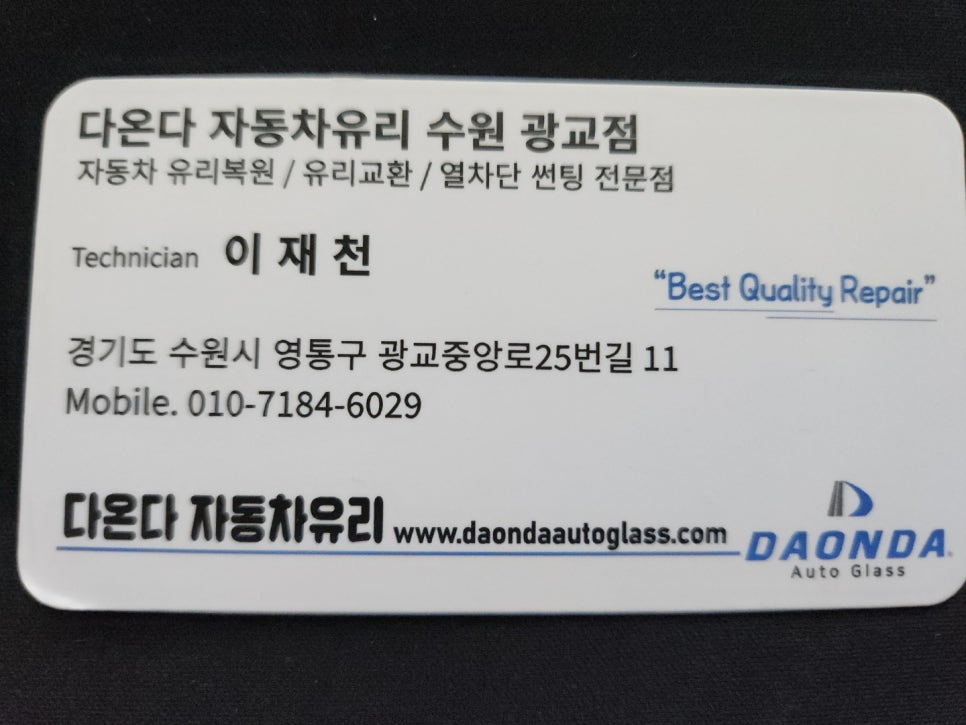 다온다 자동차유리 수원 광교점
자동차 유리복원 / 유리교환 / 열차단 썬팅 전문점
Technician 이재천
“Best Quality Repair”
경기도 수원시 영통구 광교중앙로25번길 11
Mobile. 010-7184-6029
다온다 자동차유리 www.daondaautoglass.com
DAONDA
Auto Glass